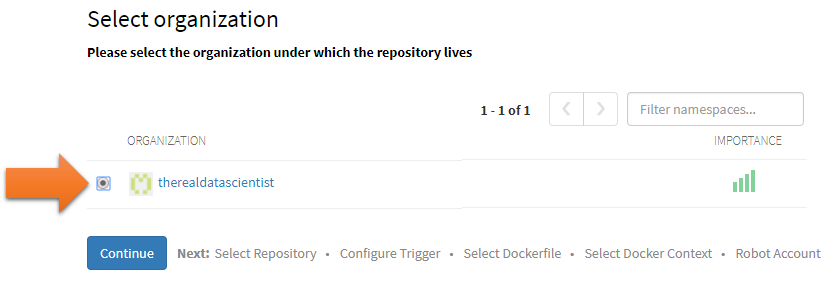 Select organization
Please select the organization under which the repository lives
1 - 1 of 1 Filter namespaces...
ORGANIZATION IMPORTANCE
therealdatascientist
Continue Next: Select Repository • Configure Trigger • Select Dockerfile • Select Docker Context • Robot Account